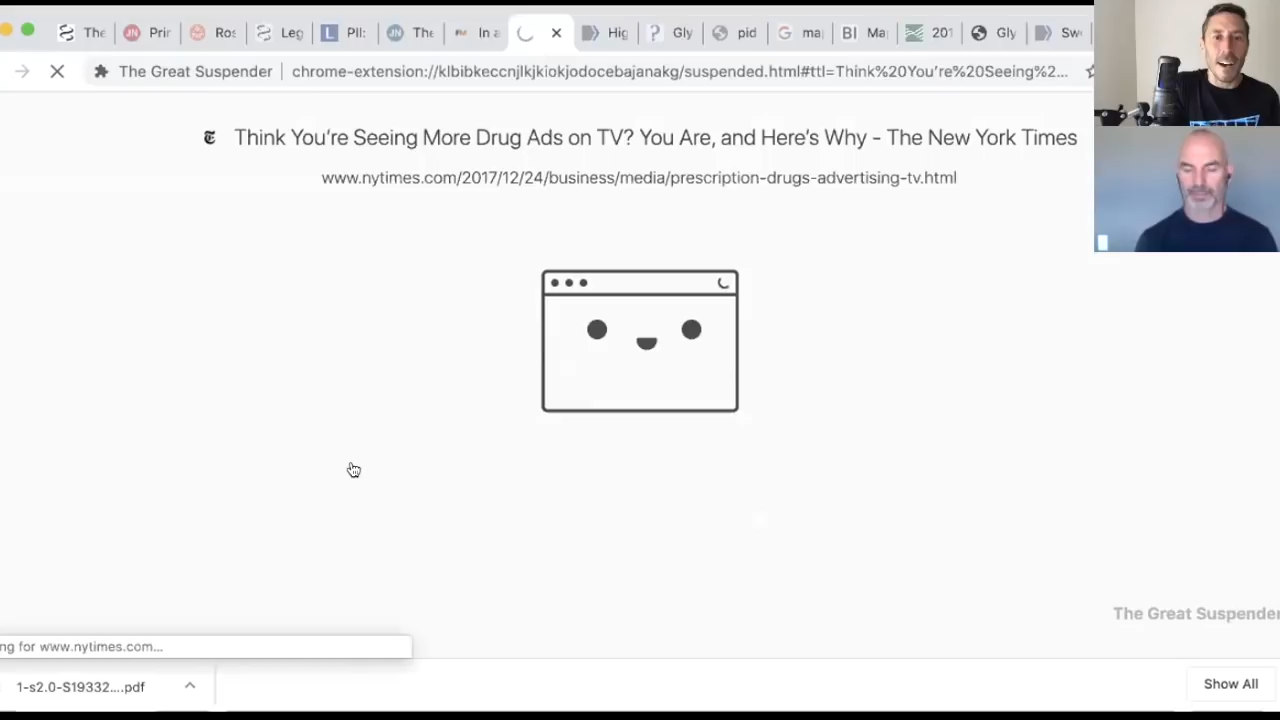 The
Prin
Ros
Leg
L PII:
The
In a
Hig
? Gly
pid
G ma
BI Ma
201
Gly
Sw
The Great Suspender
chrome-extension://klbibkeccnjlkjkiokjodocebajanakg/suspended.html#ttl=Think%20You're%20Seeing%2...
Think You're Seeing More Drug Ads on TV? You Are, and Here's Why - The New York Times
www.nytimes.com/2017/12/24/business/media/prescription-drugs-advertising-tv.html
The Great Suspender
ng for www.nytimes.com...
1-s2.0-S19332....pdf
Show All